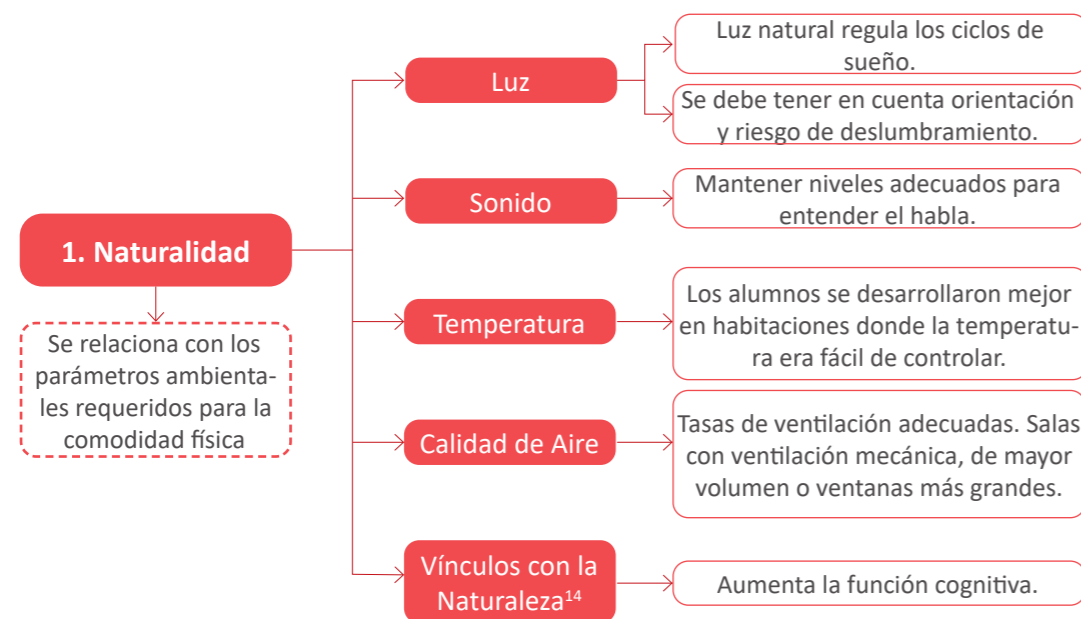 1. Naturalidad
Se relaciona con los
parámetros ambienta-
les requeridos para la
comodidad física
Luz
Luz natural regula los ciclos de
sueño.
Se debe tener en cuenta orientación
y riesgo de deslumbramiento.
Sonido
Mantener niveles adecuados para
entender el habla.
Temperatura
Los alumnos se desarrollaron mejor
en habitaciones donde la temperatu-
ra era fácil de controlar.
Calidad de Aire
Tasas de ventilación adecuadas. Salas
con ventilación mecánica, de mayor
volumen o ventanas más grandes.
Vínculos con la
Naturaleza¹⁴
Aumenta la función cognitiva.